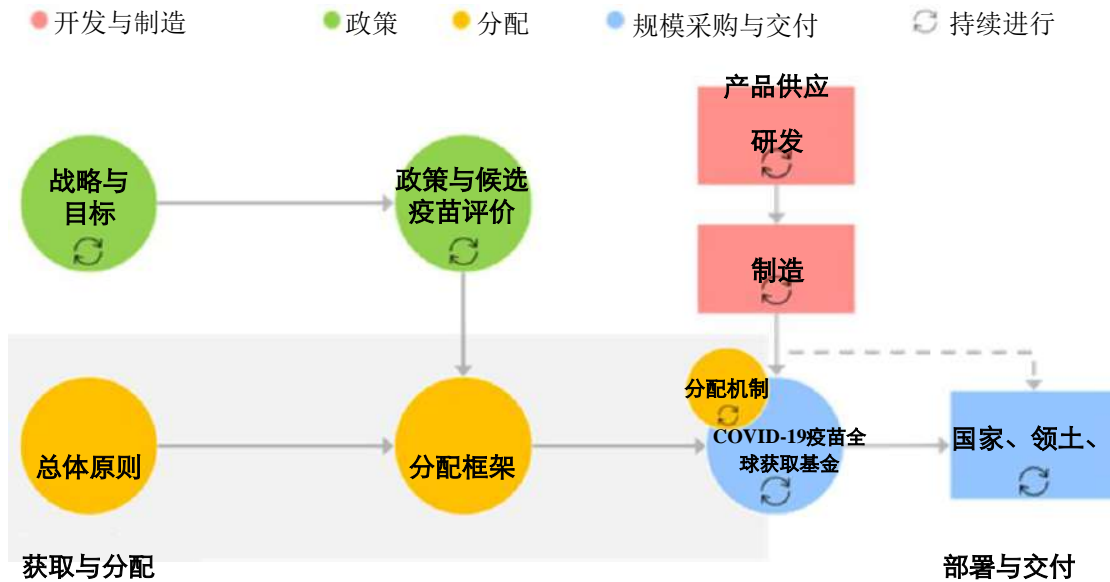 开发与制造 政策 分配 规模采购与交付 持续进行
产品供应
研发
战略与
目标
政策与候选
疫苗评价
制造
分配机制
总体原则
分配框架
COVID-19疫苗全
球获取基金
国家、领土、
获取与分配
部署与交付